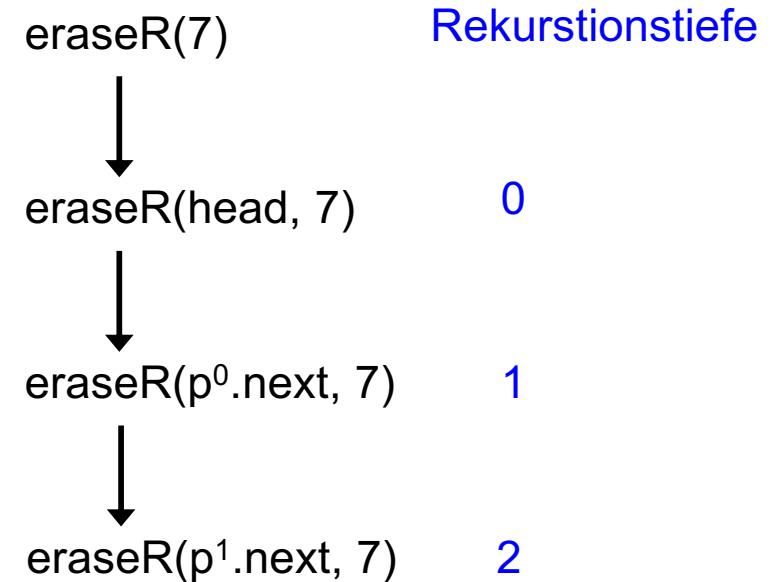 eraseR(7) Rekurstionstiefe
eraseR(head, 7) 0
eraseR(p⁰.next, 7) 1
eraseR(p¹.next, 7) 2